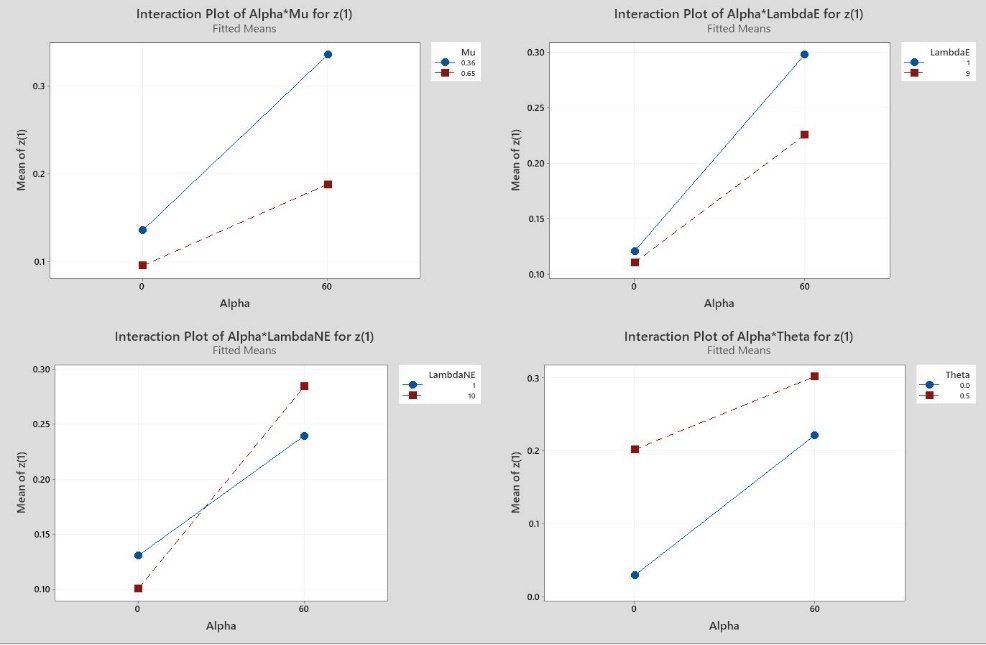 Interaction Plot of Alpha*Mu for z(1)
Fitted Means
Mu
0.36
0.65
Mean of z(1)
0.3
0.2
0.1
0
60
Alpha
Interaction Plot of Alpha*LambdaE for z(1)
Fitted Means
LambdaE
1
9
Mean of z(1)
0.30
0.25
0.20
0.15
0.10
0
60
Alpha
Interaction Plot of Alpha*LambdaNE for z(1)
Fitted Means
LambdaNE
1
10
Mean of z(1)
0.30
0.25
0.20
0.15
0.10
0
60
Alpha
Interaction Plot of Alpha*Theta for z(1)
Fitted Means
Theta
0.0
0.5
Mean of z(1)
0.3
0.2
0.1
0.0
0
60
Alpha